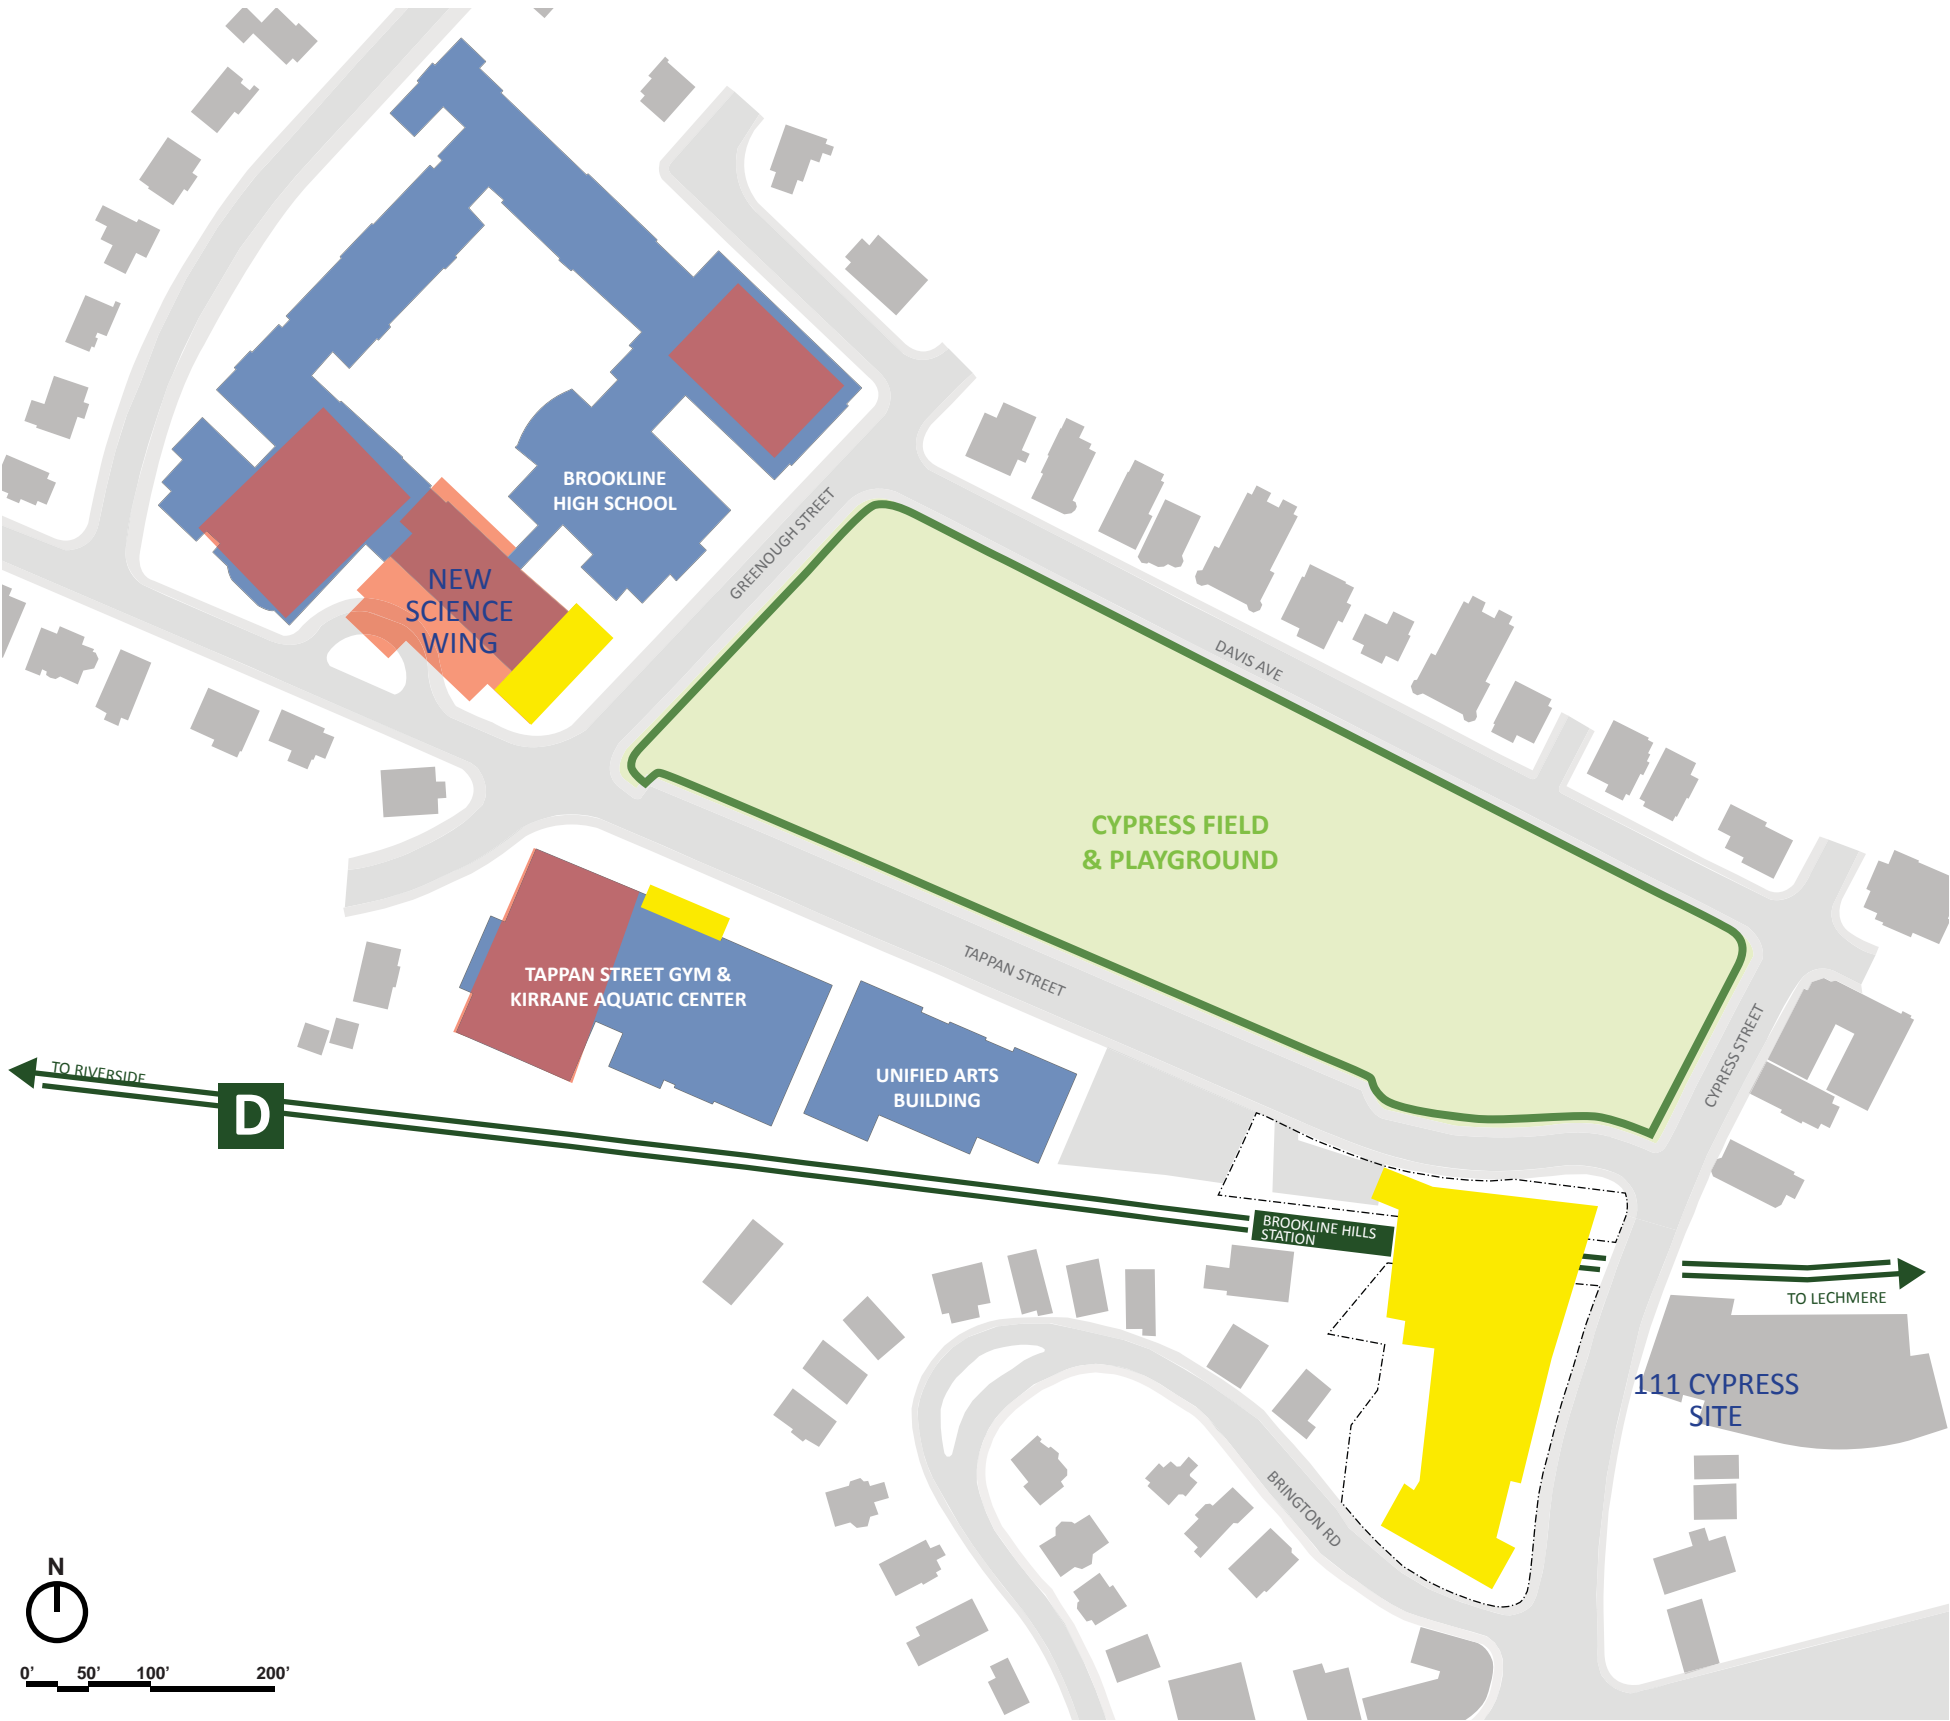 BROOKLINE
HIGH SCHOOL
GREENOUGH STREET
NEW
SCIENCE
WING
DAVIS AVE
CYPRESS FIELD
& PLAYGROUND
TAPPAN STREET
TAPPAN STREET GYM &
KIRRANE AQUATIC CENTER
CYPRESS STREET
TO RIVERSIDE
D
UNIFIED ARTS
BUILDING
BROOKLINE HILLS
STATION
TO LECHMERE
111 CYPRESS
SITE
BRINGTON RD
N
0' 50' 100' 200'